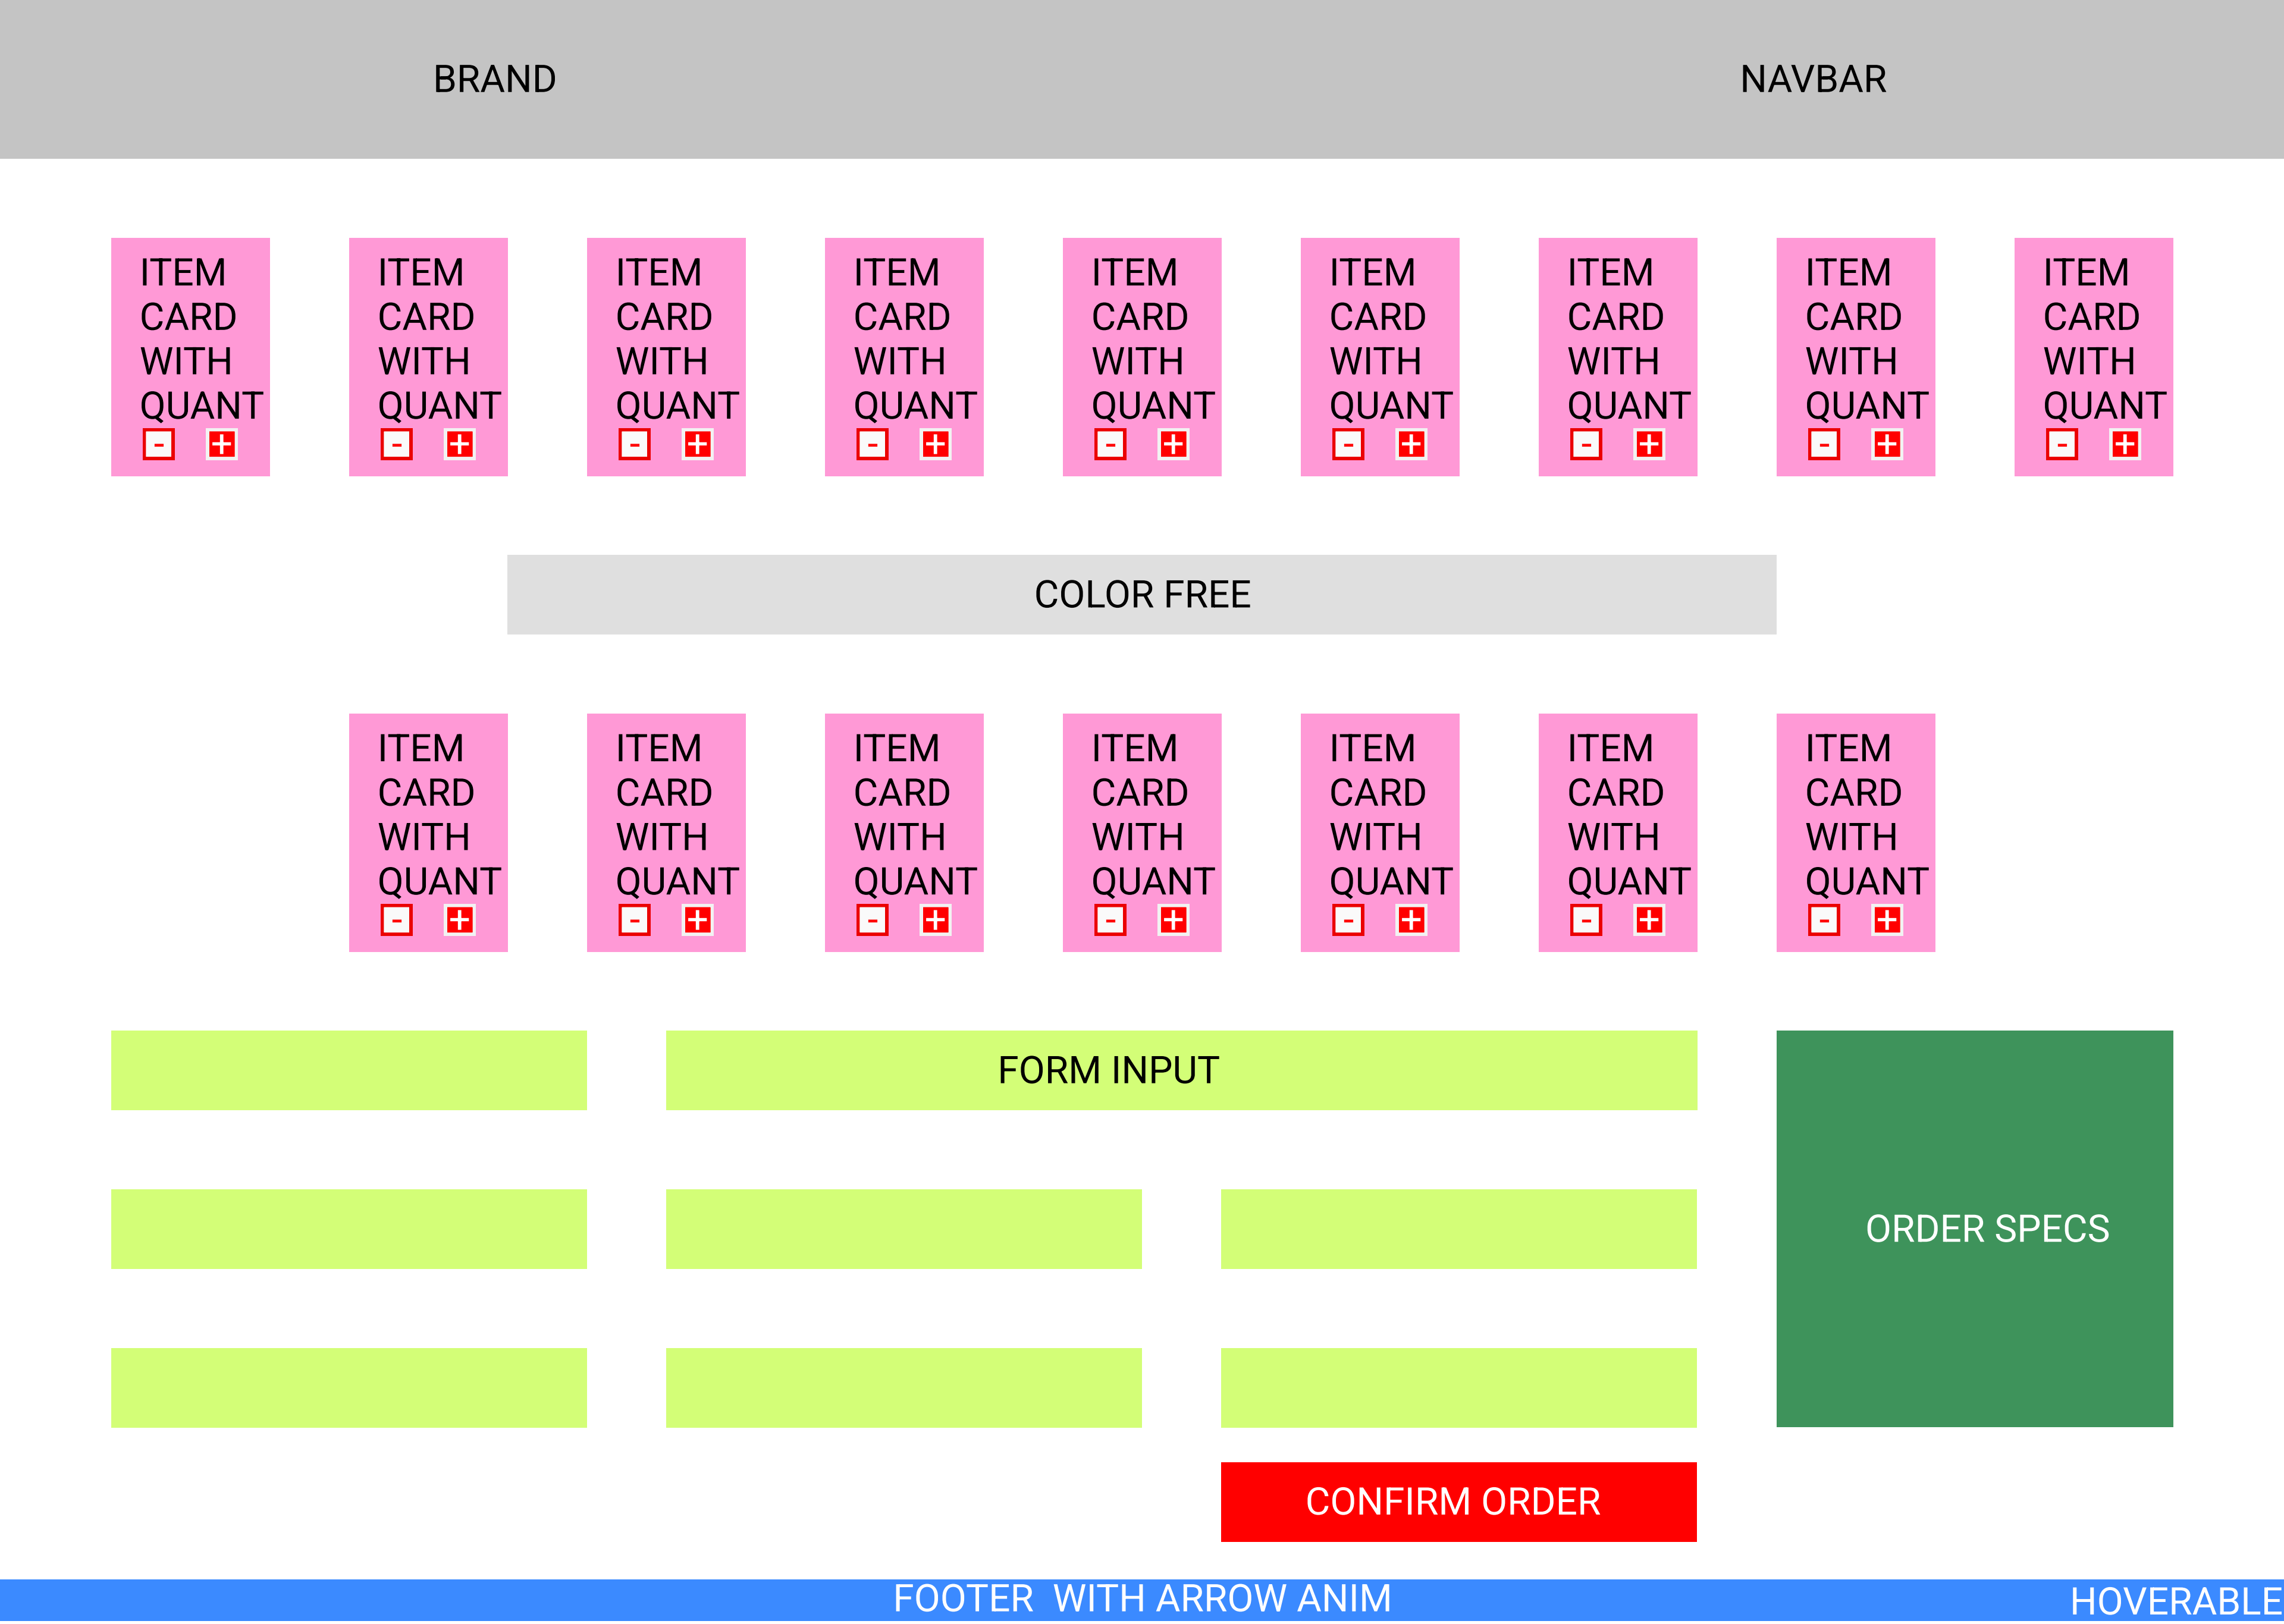 BRAND
NAVBAR
ITEM
CARD
WITH
QUANT
- +
ITEM
CARD
WITH
QUANT
- +
ITEM
CARD
WITH
QUANT
- +
ITEM
CARD
WITH
QUANT
- +
ITEM
CARD
WITH
QUANT
- +
ITEM
CARD
WITH
QUANT
- +
ITEM
CARD
WITH
QUANT
- +
ITEM
CARD
WITH
QUANT
- +
ITEM
CARD
WITH
QUANT
- +
COLOR FREE
ITEM
CARD
WITH
QUANT
- +
ITEM
CARD
WITH
QUANT
- +
ITEM
CARD
WITH
QUANT
- +
ITEM
CARD
WITH
QUANT
- +
ITEM
CARD
WITH
QUANT
- +
ITEM
CARD
WITH
QUANT
- +
ITEM
CARD
WITH
QUANT
- +
FORM INPUT
ORDER SPECS
CONFIRM ORDER
FOOTER WITH ARROW ANIM
HOVERABLE